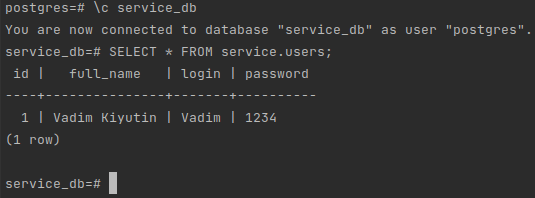 postgres=# \c service_db
You are now connected to database "service_db" as user "postgres".
service_db=# SELECT * FROM service.users;
 id |   full_name   | login | password
----+---------------+-------+----------
  1 | Vadim Kiyutin | Vadim | 1234
(1 row)
service_db=#